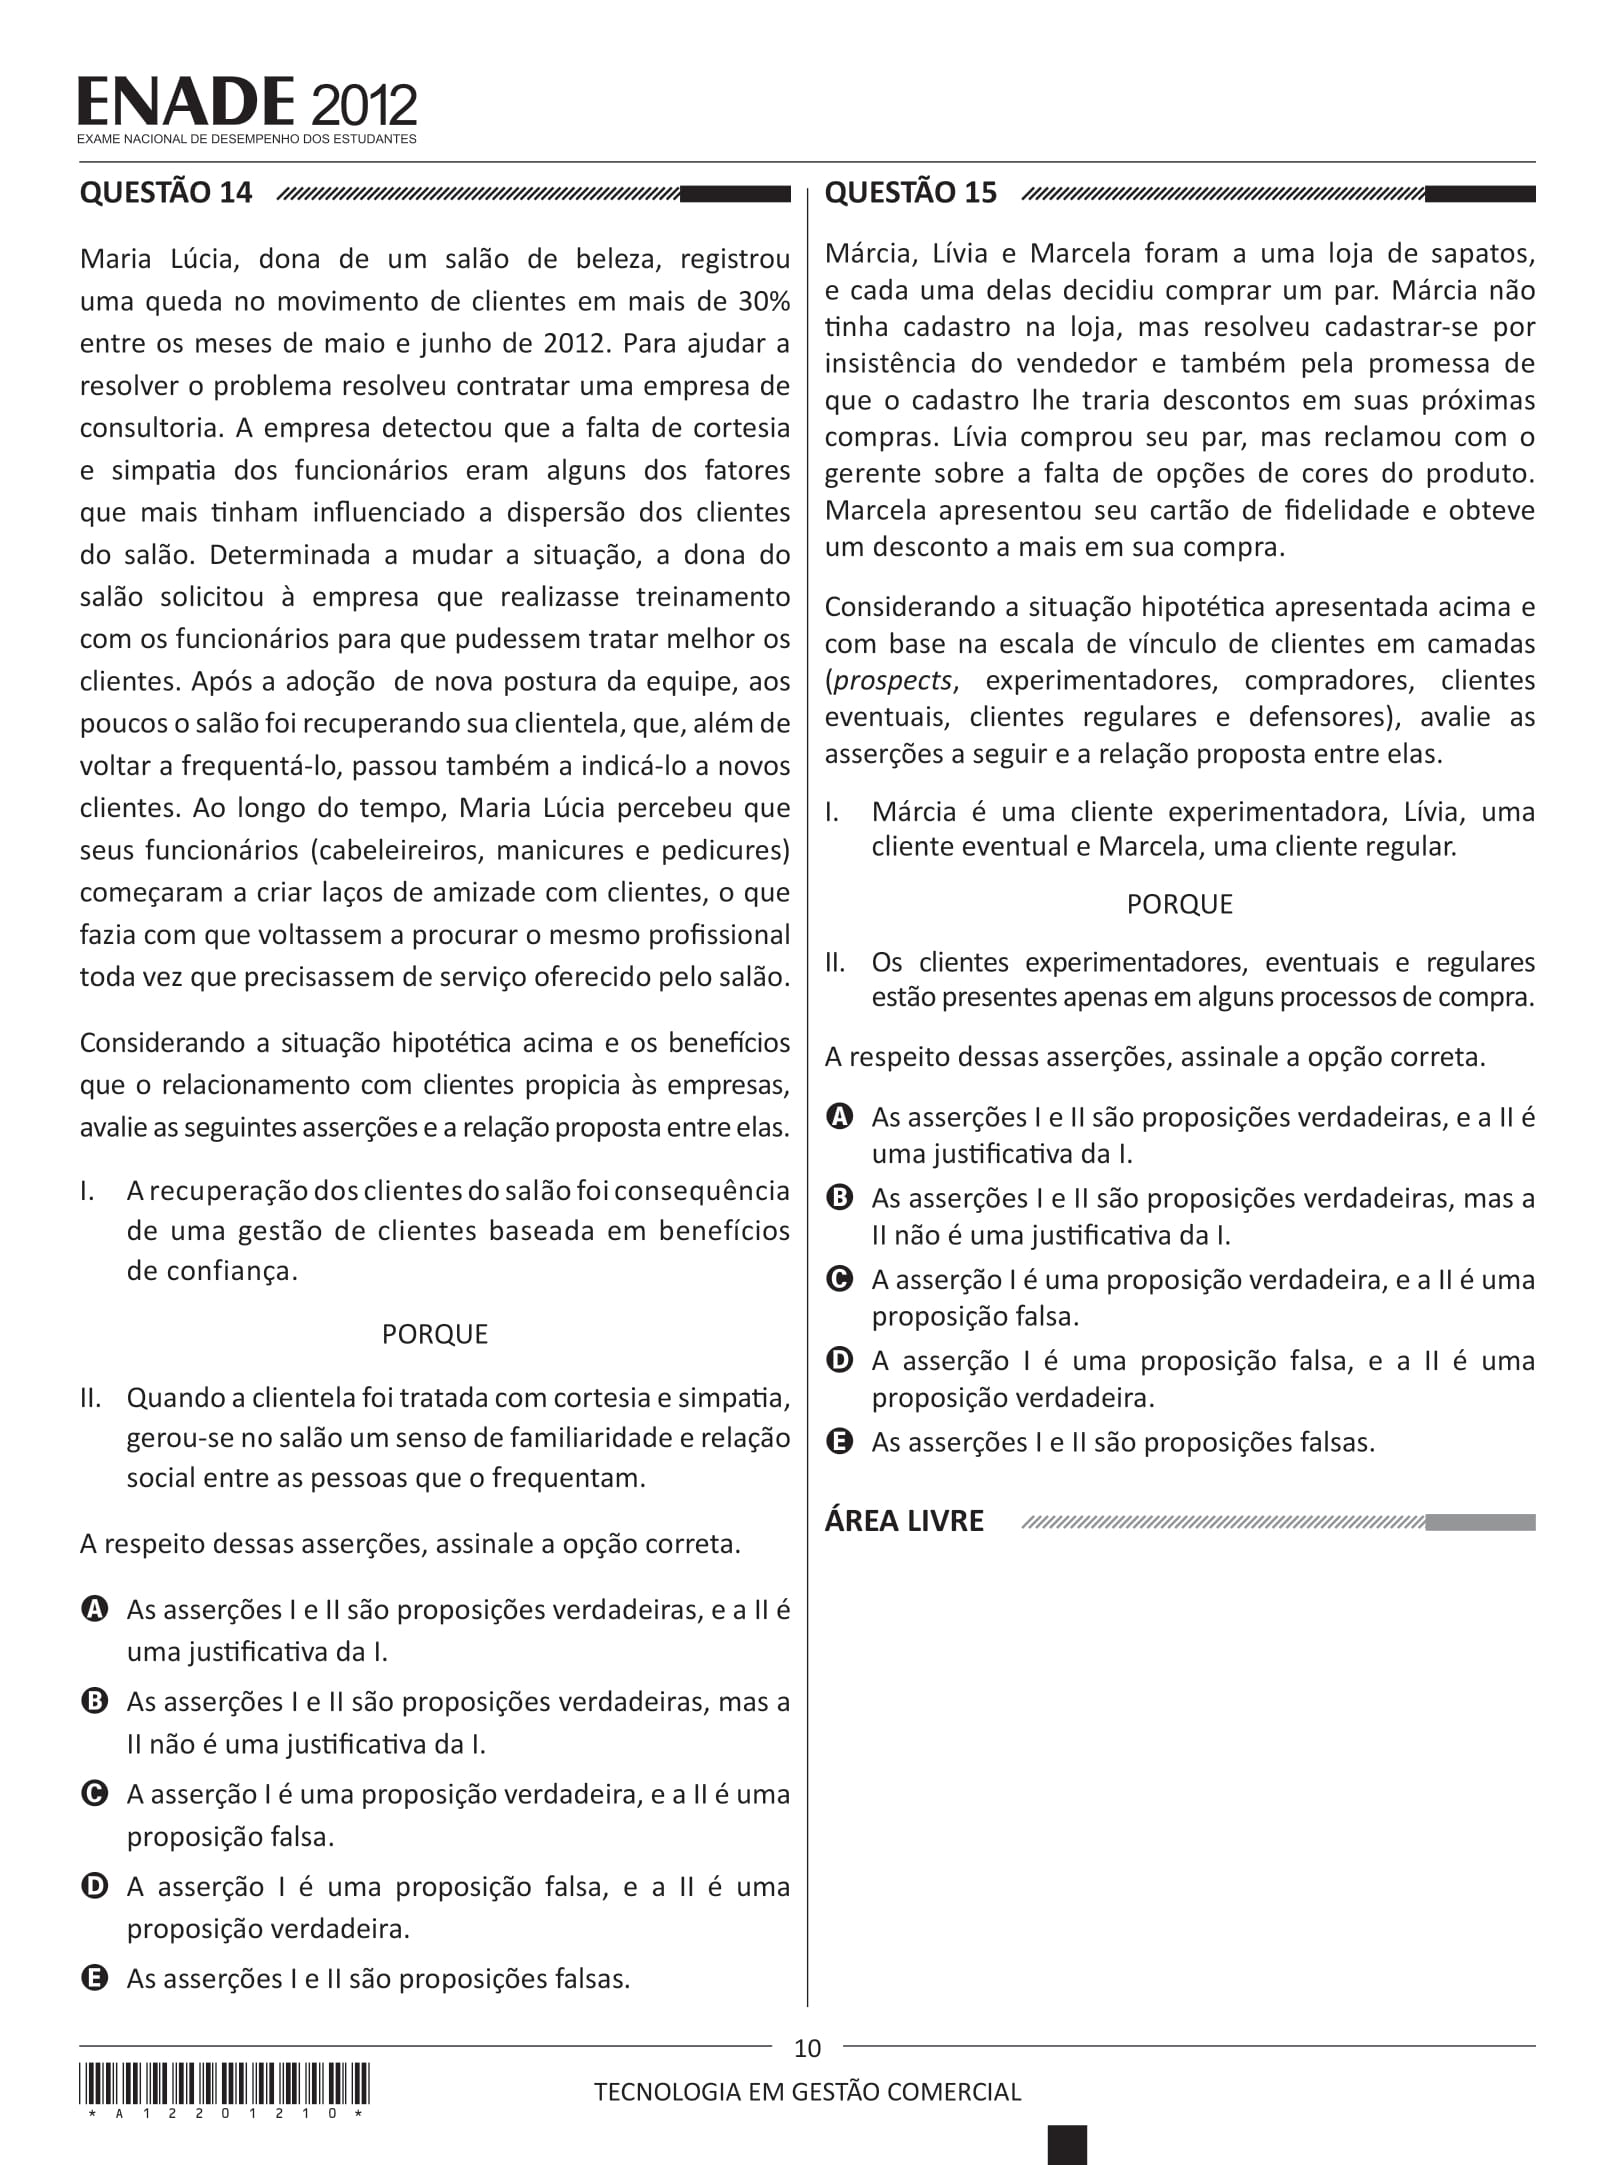 ENADE 2012
EXAME NACIONAL DE DESEMPENHO DOS ESTUDANTES
QUESTÃO 14
Maria Lúcia, dona de um salão de beleza, registrou
uma queda no movimento de clientes em mais de 30%
entre os meses de maio e junho de 2012. Para ajudar a
resolver o problema resolveu contratar uma empresa de
consultoria. A empresa detectou que a falta de cortesia
e simpatia dos funcionários eram alguns dos fatores
que mais tinham influenciado a dispersão dos clientes
do salão. Determinada a mudar a situação, a dona do
salão solicitou à empresa que realizasse treinamento
com os funcionários para que pudessem tratar melhor os
clientes. Após a adoção de nova postura da equipe, aos
poucos o salão foi recuperando sua clientela, que, além de
voltar a frequentá-lo, passou também a indicá-lo a novos
clientes. Ao longo do tempo, Maria Lúcia percebeu que
seus funcionários (cabeleireiros, manicures e pedicures)
começaram a criar laços de amizade com clientes, o que
fazia com que voltassem a procurar o mesmo profissional
toda vez que precisassem de serviço oferecido pelo salão.
Considerando a situação hipotética acima e os benefícios
que o relacionamento com clientes propicia às empresas,
avalie as seguintes asserções e a relação proposta entre elas.
I. A recuperação dos clientes do salão foi consequência
de uma gestão de clientes baseada em benefícios
de confiança.
PORQUE
II. Quando a clientela foi tratada com cortesia e simpatia,
gerou-se no salão um senso de familiaridade e relação
social entre as pessoas que o frequentam.
A respeito dessas asserções, assinale a opção correta.
A As asserções I e II são proposições verdadeiras, e a II é
uma justificativa da I.
B As asserções I e II são proposições verdadeiras, mas a
II não é uma justificativa da I.
C A asserção I é uma proposição verdadeira, e a II é uma
proposição falsa.
D A asserção I é uma proposição falsa, e a II é uma
proposição verdadeira.
E As asserções I e II são proposições falsas.
QUESTÃO 15
Márcia, Lívia e Marcela foram a uma loja de sapatos,
e cada uma delas decidiu comprar um par. Márcia não
tinha cadastro na loja, mas resolveu cadastrar-se por
insistência do vendedor e também pela promessa de
que o cadastro lhe traria descontos em suas próximas
compras. Lívia comprou seu par, mas reclamou com o
gerente sobre a falta de opções de cores do produto.
Marcela apresentou seu cartão de fidelidade e obteve
um desconto a mais em sua compra.
Considerando a situação hipotética apresentada acima e
com base na escala de vínculo de clientes em camadas
(prospects, experimentadores, compradores, clientes
eventuais, clientes regulares e defensores), avalie as
asserções a seguir e a relação proposta entre elas.
I. Márcia é uma cliente experimentadora, Lívia, uma
cliente eventual e Marcela, uma cliente regular.
PORQUE
II. Os clientes experimentadores, eventuais e regulares
estão presentes apenas em alguns processos de compra.
A respeito dessas asserções, assinale a opção correta.
A As asserções I e II são proposições verdadeiras, e a II é
uma justificativa da I.
B As asserções I e II são proposições verdadeiras, mas a
II não é uma justificativa da I.
C A asserção I é uma proposição verdadeira, e a II é uma
proposição falsa.
D A asserção I é uma proposição falsa, e a II é uma
proposição verdadeira.
E As asserções I e II são proposições falsas.
ÁREA LIVRE
10
TECNOLOGIA EM GESTÃO COMERCIAL
* A 1 2 2 0 1 2 1 0 *